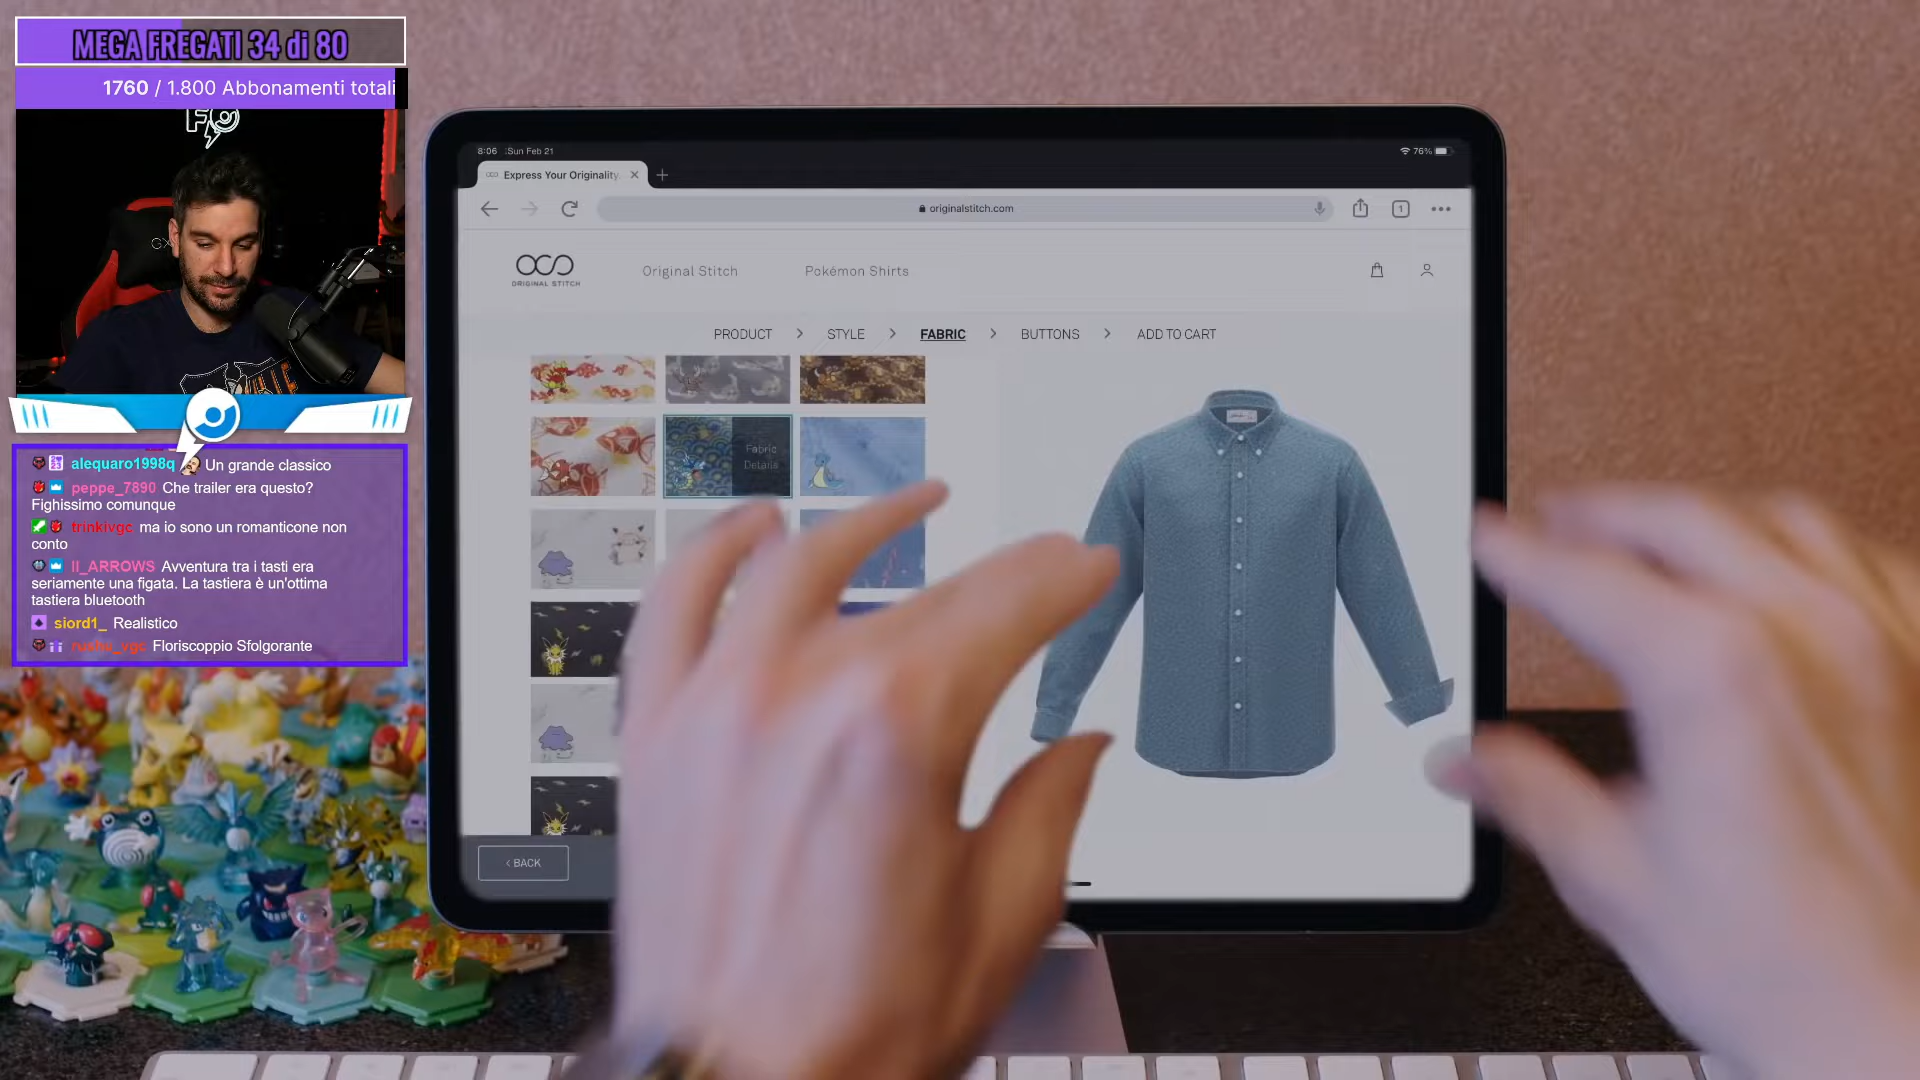 MEGA FREGATI 34 di 80
1760 / 1.800 Abbonamenti totali
alequaro1998q Un grande classico
peppe_7890 Che trailer era questo?
Fighissimo comunque
trinkivgc ma io sono un romanticone non
conto
Il_ARROWS Avventura tra i tasti era
seriamente una figata. La tastiera è un'ottima
tastiera bluetooth
siord1_ Realistico
Floriscoppio Sfolgorante
8:06 Sun Feb 21
76%
Express Your Originality
originalstitch.com
1
ORIGINAL STITCH
Original Stitch
Pokémon Shirts
PRODUCT > STYLE > FABRIC > BUTTONS > ADD TO CART
Fabric
Details
< BACK